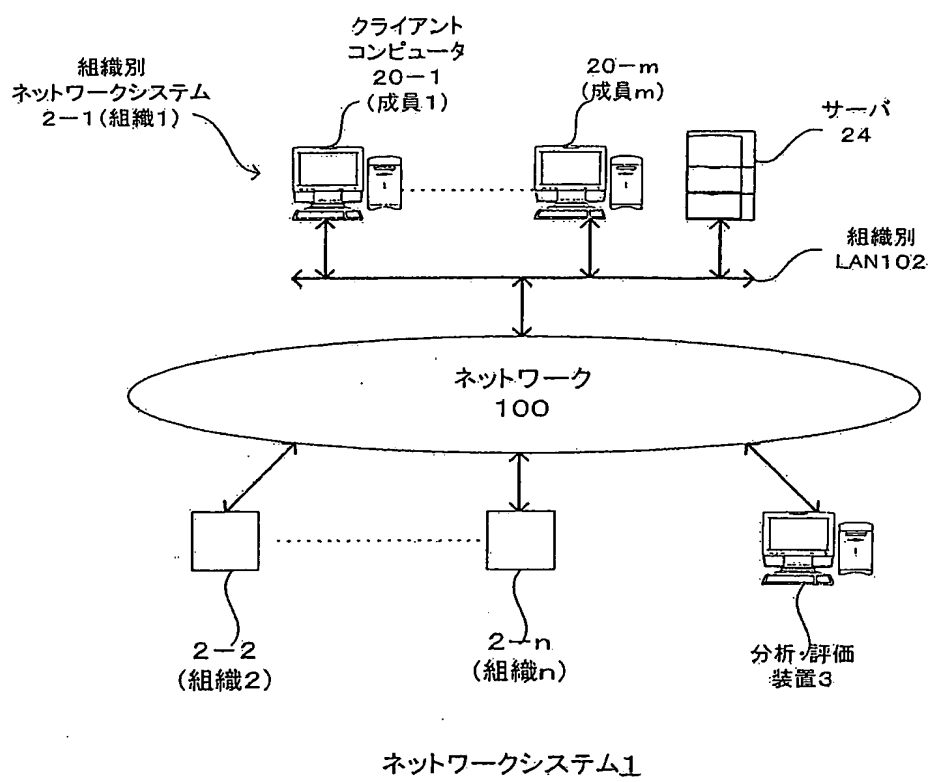 クライアント
コンピュータ
20-1
(成員1)
組織別
ネットワークシステム
2-1(組織1)
20-m
(成員m)
サーバ
24
組織別
LAN102
ネットワーク
100
2-2
(組織2)
2-n
(組織n)
分析・評価
装置3
ネットワークシステム1